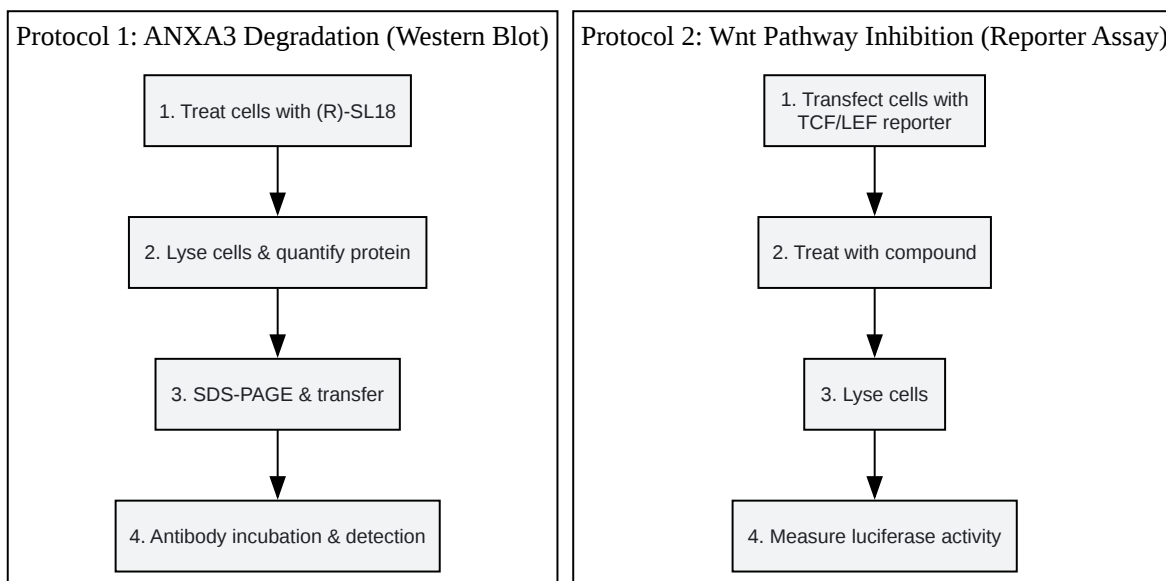 Protocol 1: ANXA3 Degradation (Western Blot)
1. Treat cells with (R)-SL18
2. Lyse cells & quantify protein
3. SDS-PAGE & transfer
4. Antibody incubation & detection
Protocol 2: Wnt Pathway Inhibition (Reporter Assay)
1. Transfect cells with
TCF/LEF reporter
2. Treat with compound
3. Lyse cells
4. Measure luciferase activity